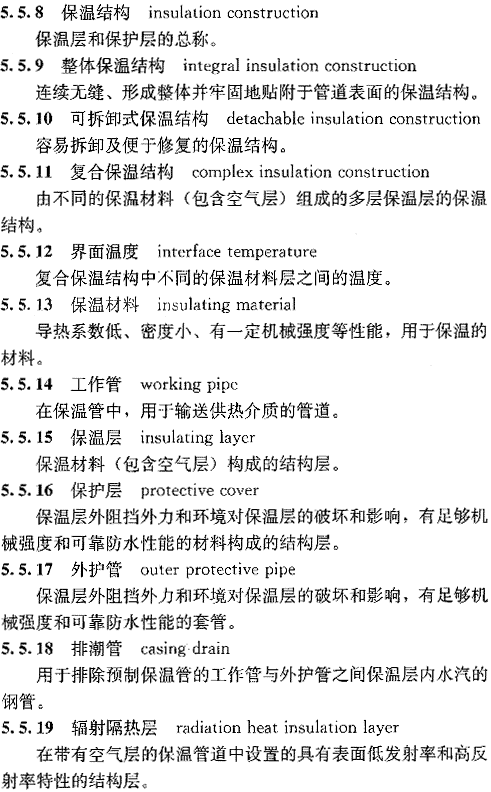 5.5.8 保温结构 insulation construction
保温层和保护层的总称。
5.5.9 整体保温结构 integral insulation construction
连续无缝、形成整体并牢固地贴附于管道表面的保温结构。
5.5.10 可拆卸式保温结构 detachable insulation construction
容易拆卸及便于修复的保温结构。
5.5.11 复合保温结构 complex insulation construction
由不同的保温材料（包含空气层）组成的多层保温层的保温
结构。
5.5.12 界面温度 interface temperature
复合保温结构中不同的保温材料层之间的温度。
5.5.13 保温材料 insulating material
导热系数低、密度小、有一定机械强度等性能，用于保温的
材料。
5.5.14 工作管 working pipe
在保温管中，用于输送供热介质的管道。
5.5.15 保温层 insulating layer
保温材料（包含空气层）构成的结构层。
5.5.16 保护层 protective cover
保温层外阻挡外力和环境对保温层的破坏和影响，有足够机
械强度和可靠防水性能的材料构成的结构层。
5.5.17 外护管 outer protective pipe
保温层外阻挡外力和环境对保温层的破坏和影响，有足够机
械强度和可靠防水性能的套管。
5.5.18 排潮管 casing drain
用于排除预制保温管的工作管与外护管之间保温层内水汽的
钢管。
5.5.19 辐射隔热层 radiation heat insulation layer
在带有空气层的保温管道中设置的具有表面低发射率和高反
射率特性的结构层。